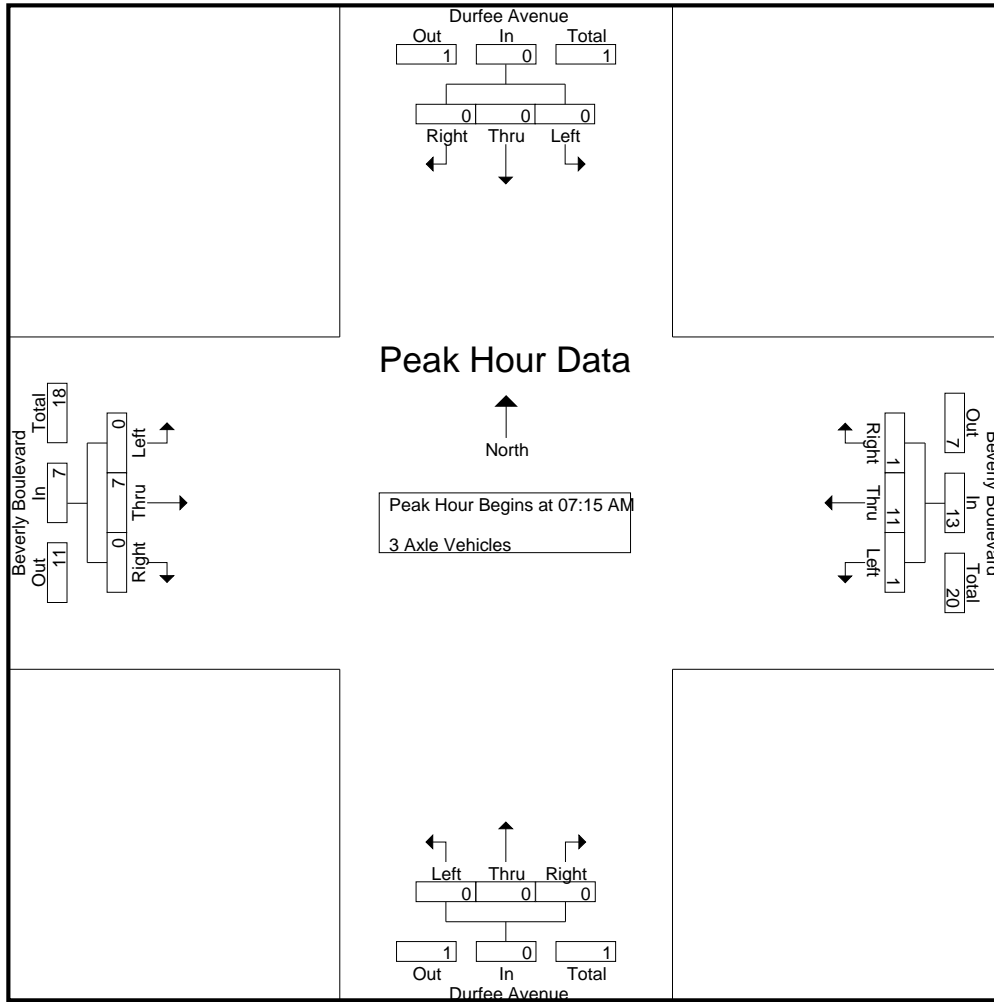 Durfee Avenue
Out In Total
1 0 1
0 0 0
Right Thru Left
Peak Hour Data
North
Peak Hour Begins at 07:15 AM
3 Axle Vehicles
Beverly Boulevard
Out In Total
11 7 18
0 7 0
Left Thru Right
Beverly Boulevard
Out In Total
7 13 20
1 11 1
Right Thru Left
Left Thru Right
0 0 0
1 0 1
Out In Total
Durfee Avenue